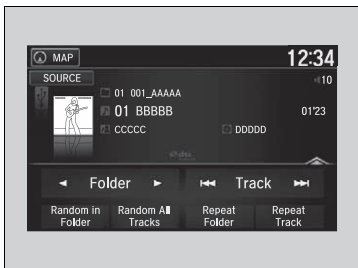 MAP
12:34
SOURCE
10
01 001_AAAAA
01 BBBBB
01'23
CCCCC
DDDDD
Folder
Track
Random in Folder
Random All Tracks
Repeat Folder
Repeat Track